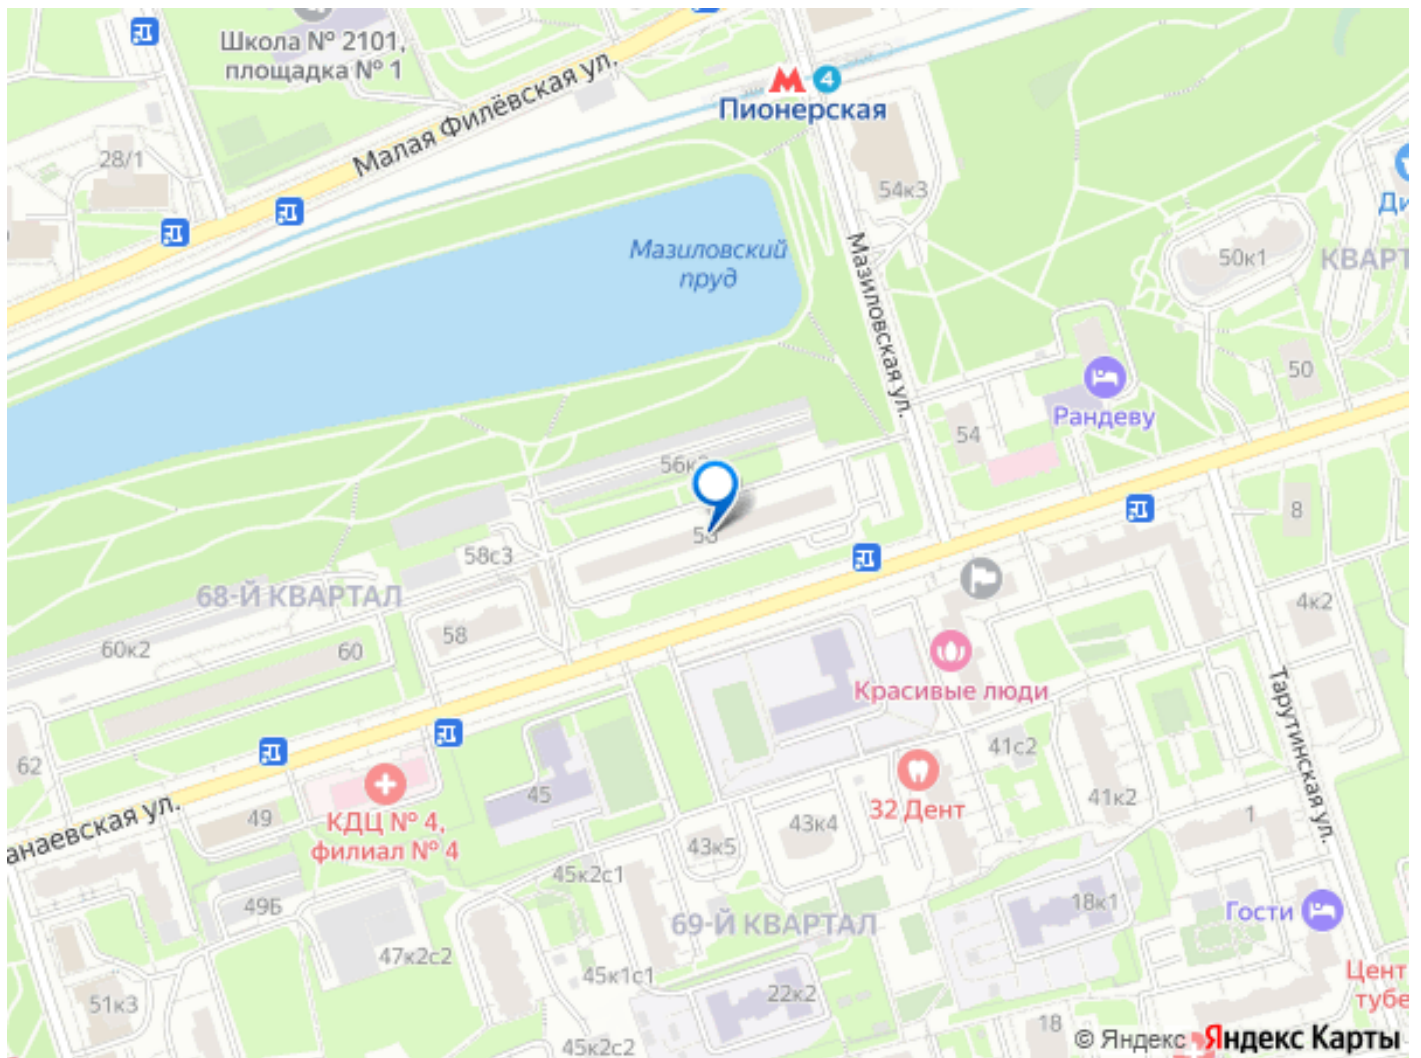 Школа № 2101,
площадка № 1
Малая Филёвская ул.
4
Пионерская
28/1
54к3
Мазиловский
пруд
Мазиловская ул.
50к1
КВАРТ
Ди
50
Рандеву
54
56к
58с3
68-Й КВАРТАЛ
58
8
60к2
60
4к2
Красивые люди
Тарутинская ул.
62
41с2
45
41к2
32 Дент
анаевская ул.
49
КДЦ № 4,
филиал № 4
43к4
1
43к5
45к2с1
18к1
49Б
69-Й КВАРТАЛ
Гости
47к2с2
45к1с1
22к2
51к3
Цент
тубе
18
45к2с2
© Яндекс Яндекс Карты